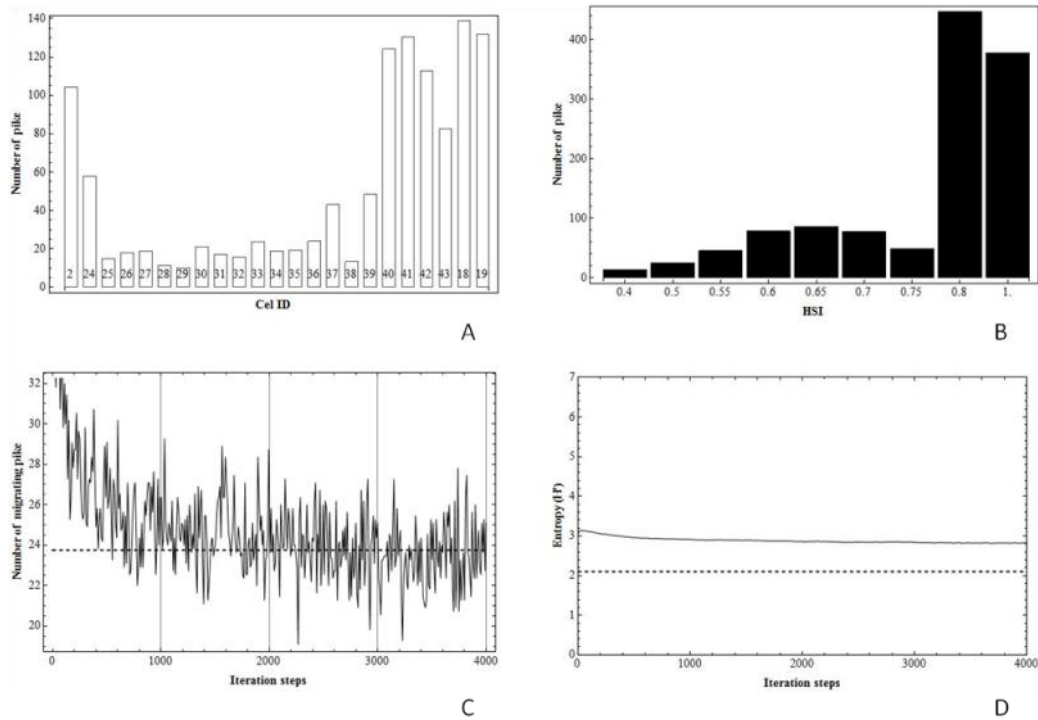 140
120
100
80
60
40
20
0
Number of pike
2 24 25 26 27 28 29 30 31 32 33 34 35 36 37 38 39 40 41 42 43 18 19
Cel ID
A
400
300
200
100
0
Number of pike
0.4 0.5 0.55 0.6 0.65 0.7 0.75 0.8 1.
HSI
B
32
30
28
26
24
22
20
Number of migrating pike
0 1000 2000 3000 4000
Iteration steps
C
7
6
5
4
3
2
1
0
Entropy
0 1000 2000 3000 4000
Iteration steps
D